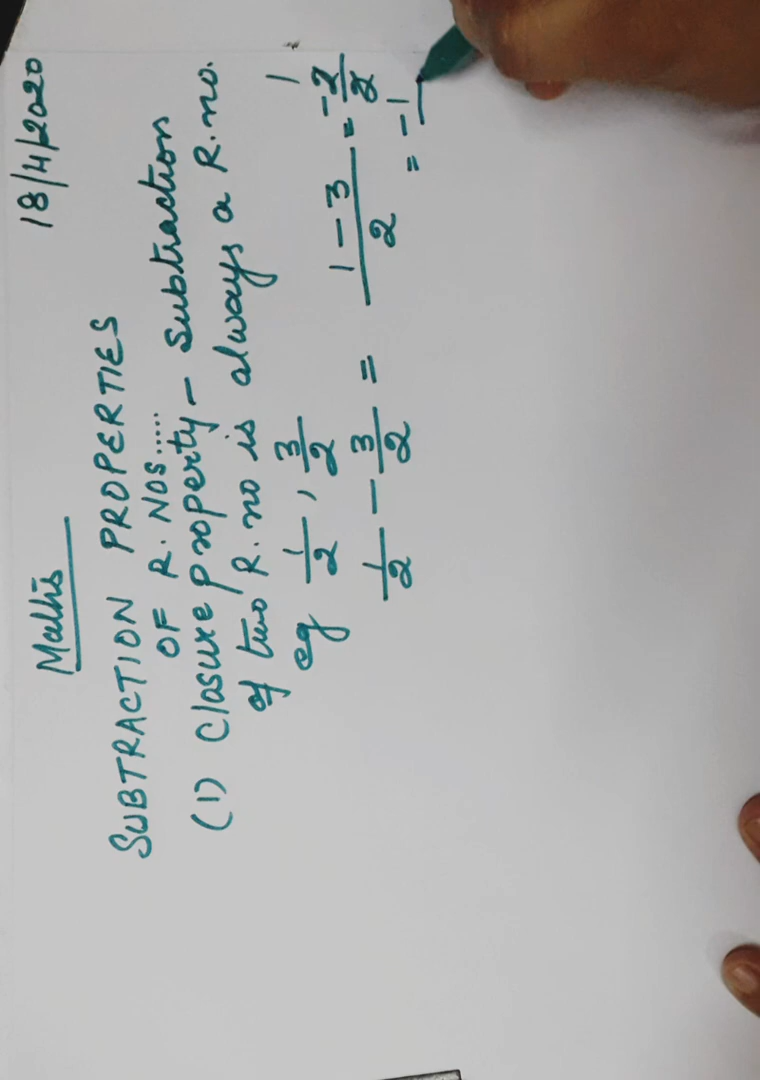 18/4/2020
Maths
SUBTRACTION PROPERTIES
OF R. NOS.....
(1) Closure property - subtraction
of two R. no is always a R. no.
eg 1/2 , 3/2
1/2 - 3/2 = 1 - 3/2 = -2/2 1
= -1